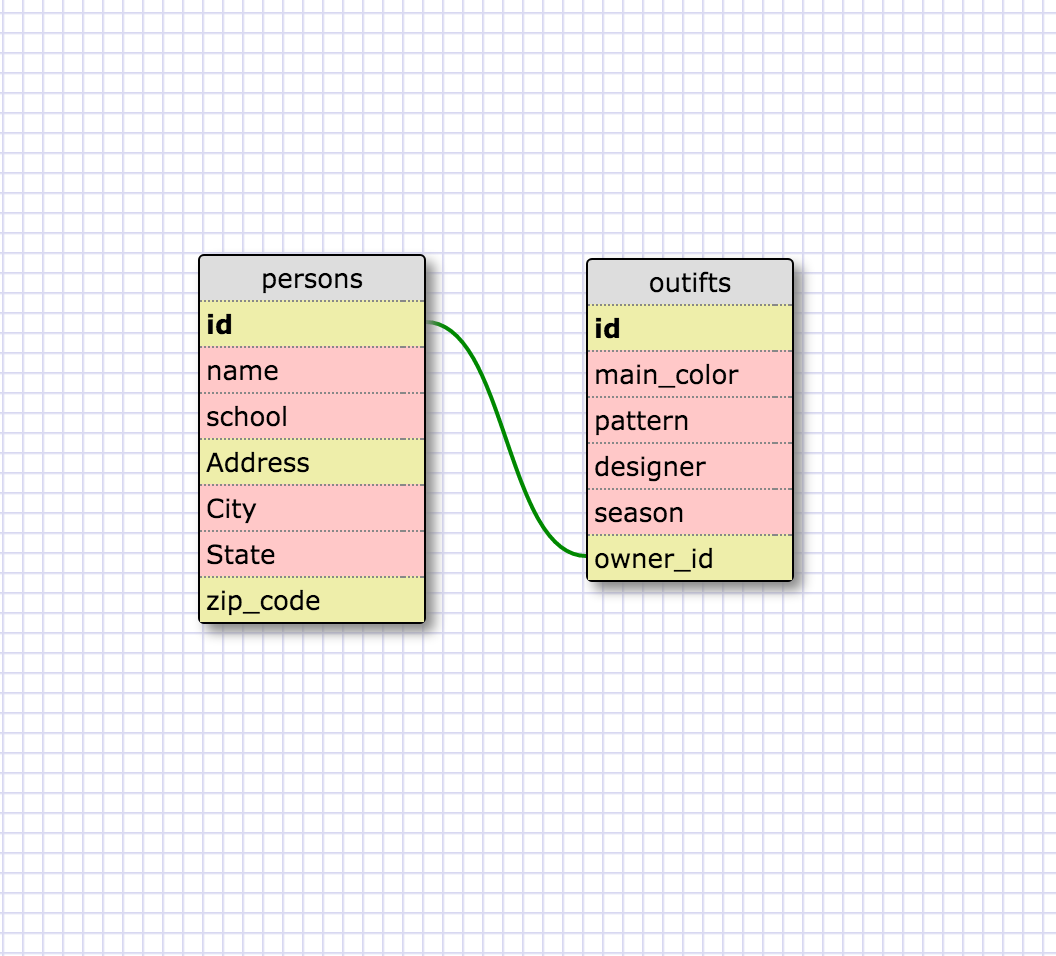 persons
id
name
school
Address
City
State
zip_code
outifts
id
main_color
pattern
designer
season
owner_id